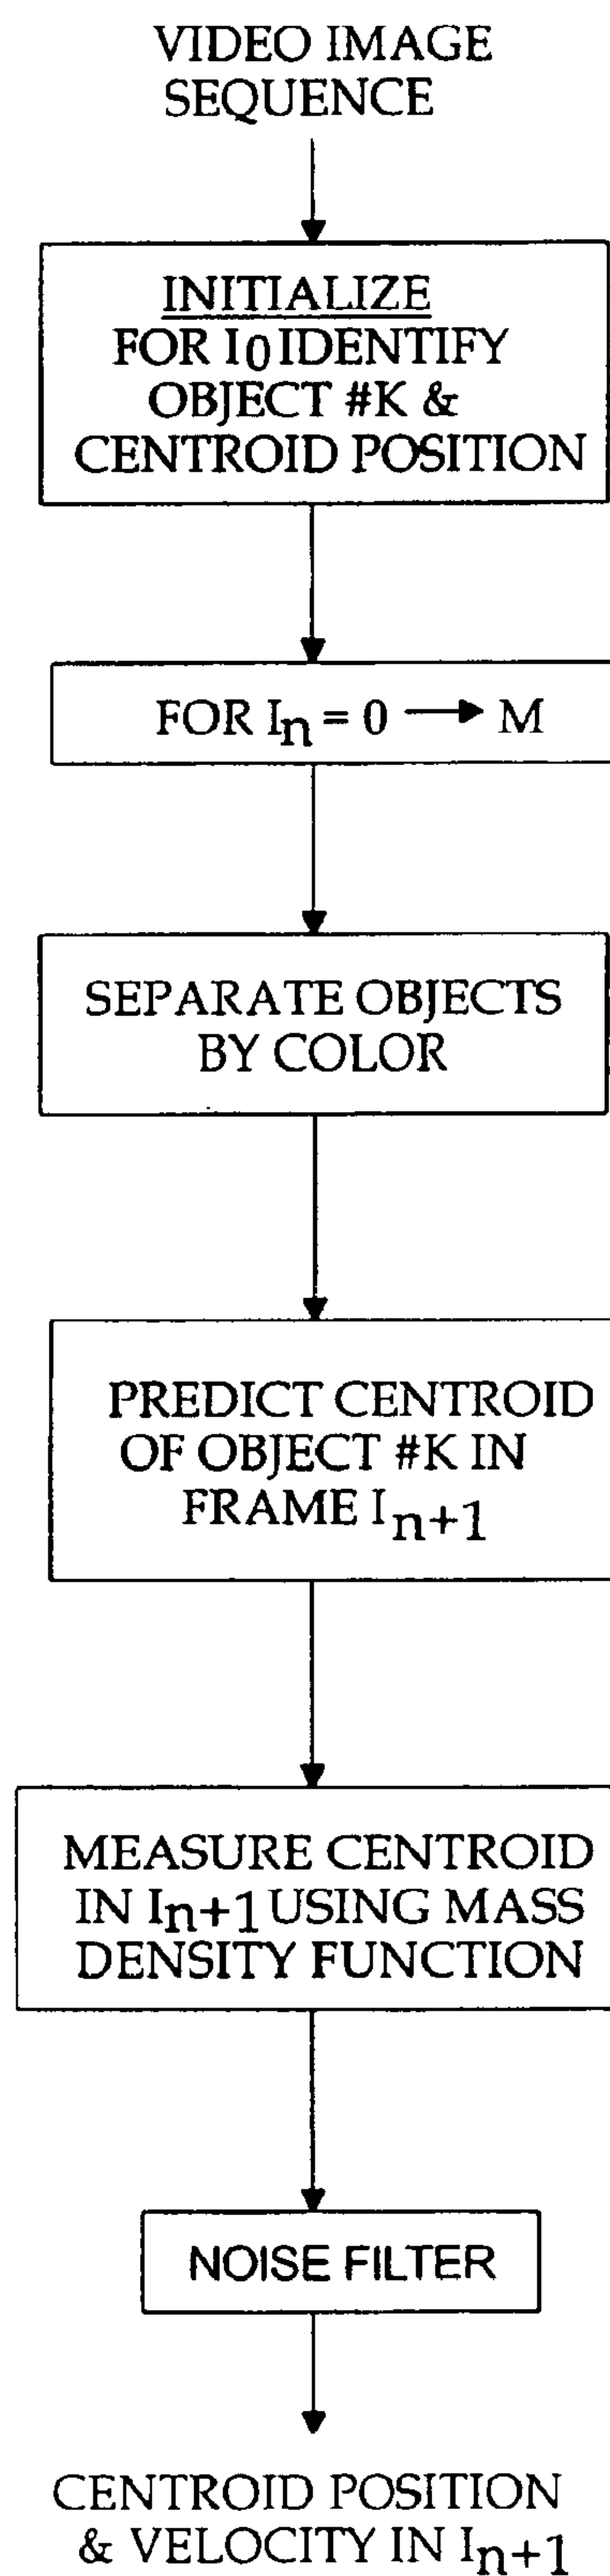 VIDEO IMAGE
SEQUENCE
INITIALIZE
FOR I0 IDENTIFY
OBJECT #K &
CENTROID POSITION
FOR In = 0 → M
SEPARATE OBJECTS
BY COLOR
PREDICT CENTROID
OF OBJECT #K IN
FRAME In+1
MEASURE CENTROID
IN In+1 USING MASS
DENSITY FUNCTION
NOISE FILTER
CENTROID POSITION
& VELOCITY IN In+1